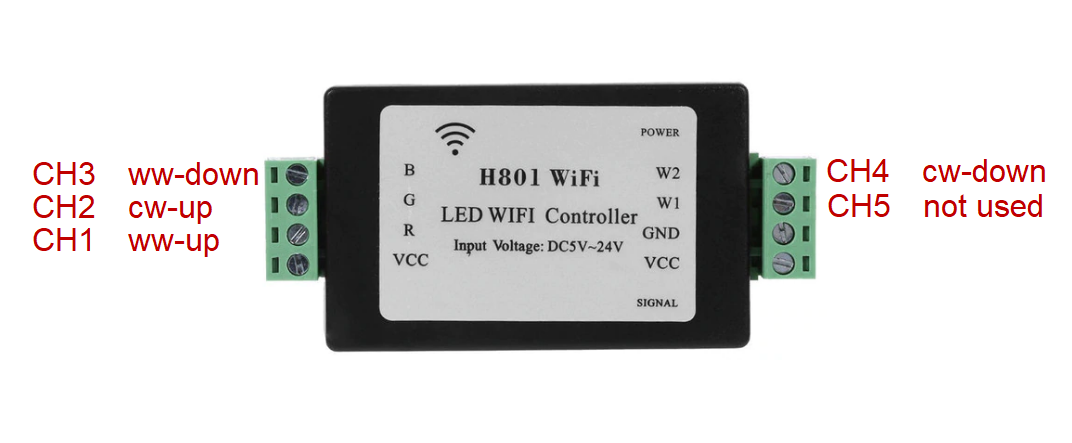 CH3 ww-down
CH2 cw-up
CH1 ww-up
B
G
R
VCC
H801 WiFi
LED WIFI Controller
Input Voltage: DC5V~24V
POWER
W2
W1
GND
VCC
SIGNAL
CH4 cw-down
CH5 not used